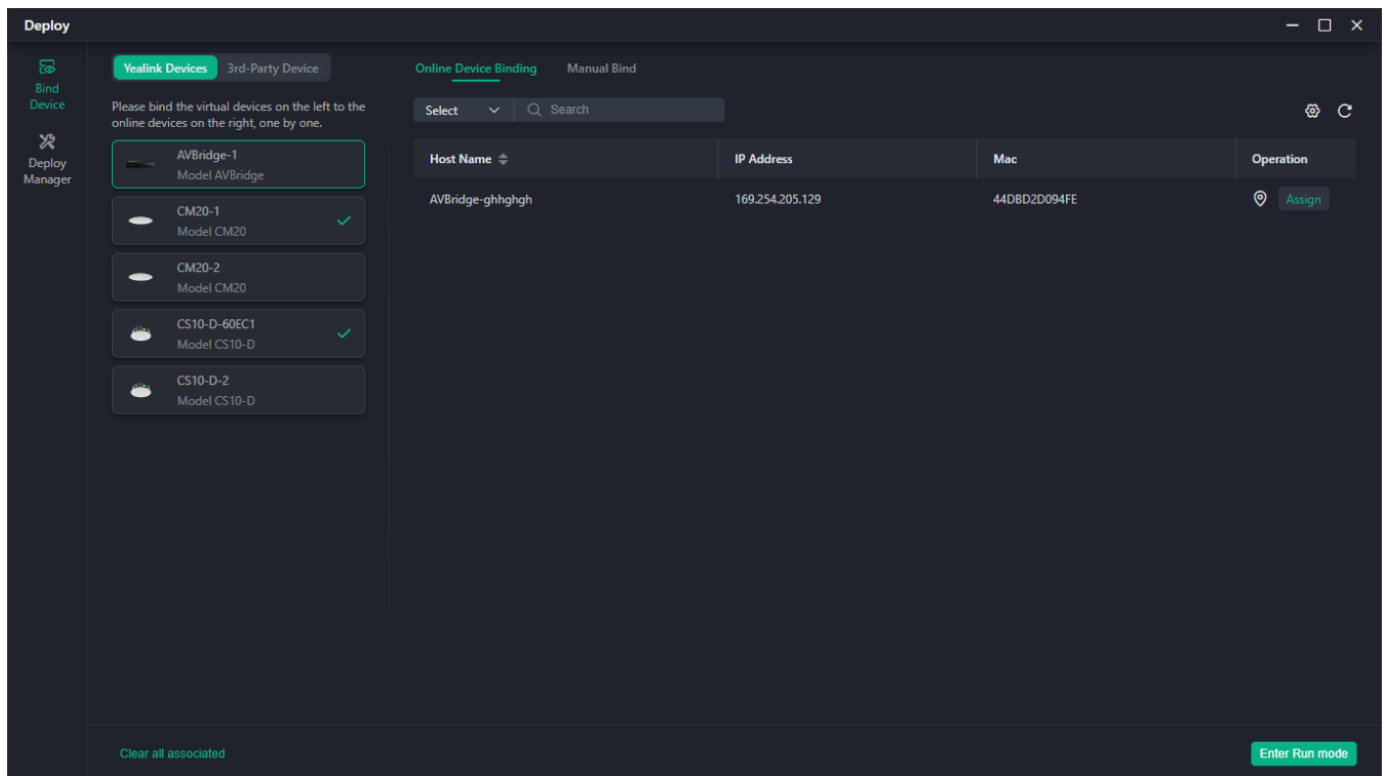 Deploy
Bind
Device
Deploy
Manager
Yealink Devices 3rd-Party Device
Please bind the virtual devices on the left to the
online devices on the right, one by one.
AVBridge-1
Model AVBridge
CM20-1
Model CM20
CM20-2
Model CM20
CS10-D-60EC1
Model CS10-D
CS10-D-2
Model CS10-D
Clear all associated
Online Device Binding Manual Bind
Select Search
Host Name IP Address Mac Operation
AVBridge-ghhghgh 169.254.205.129 44DBD2D094FE Assign
Enter Run mode